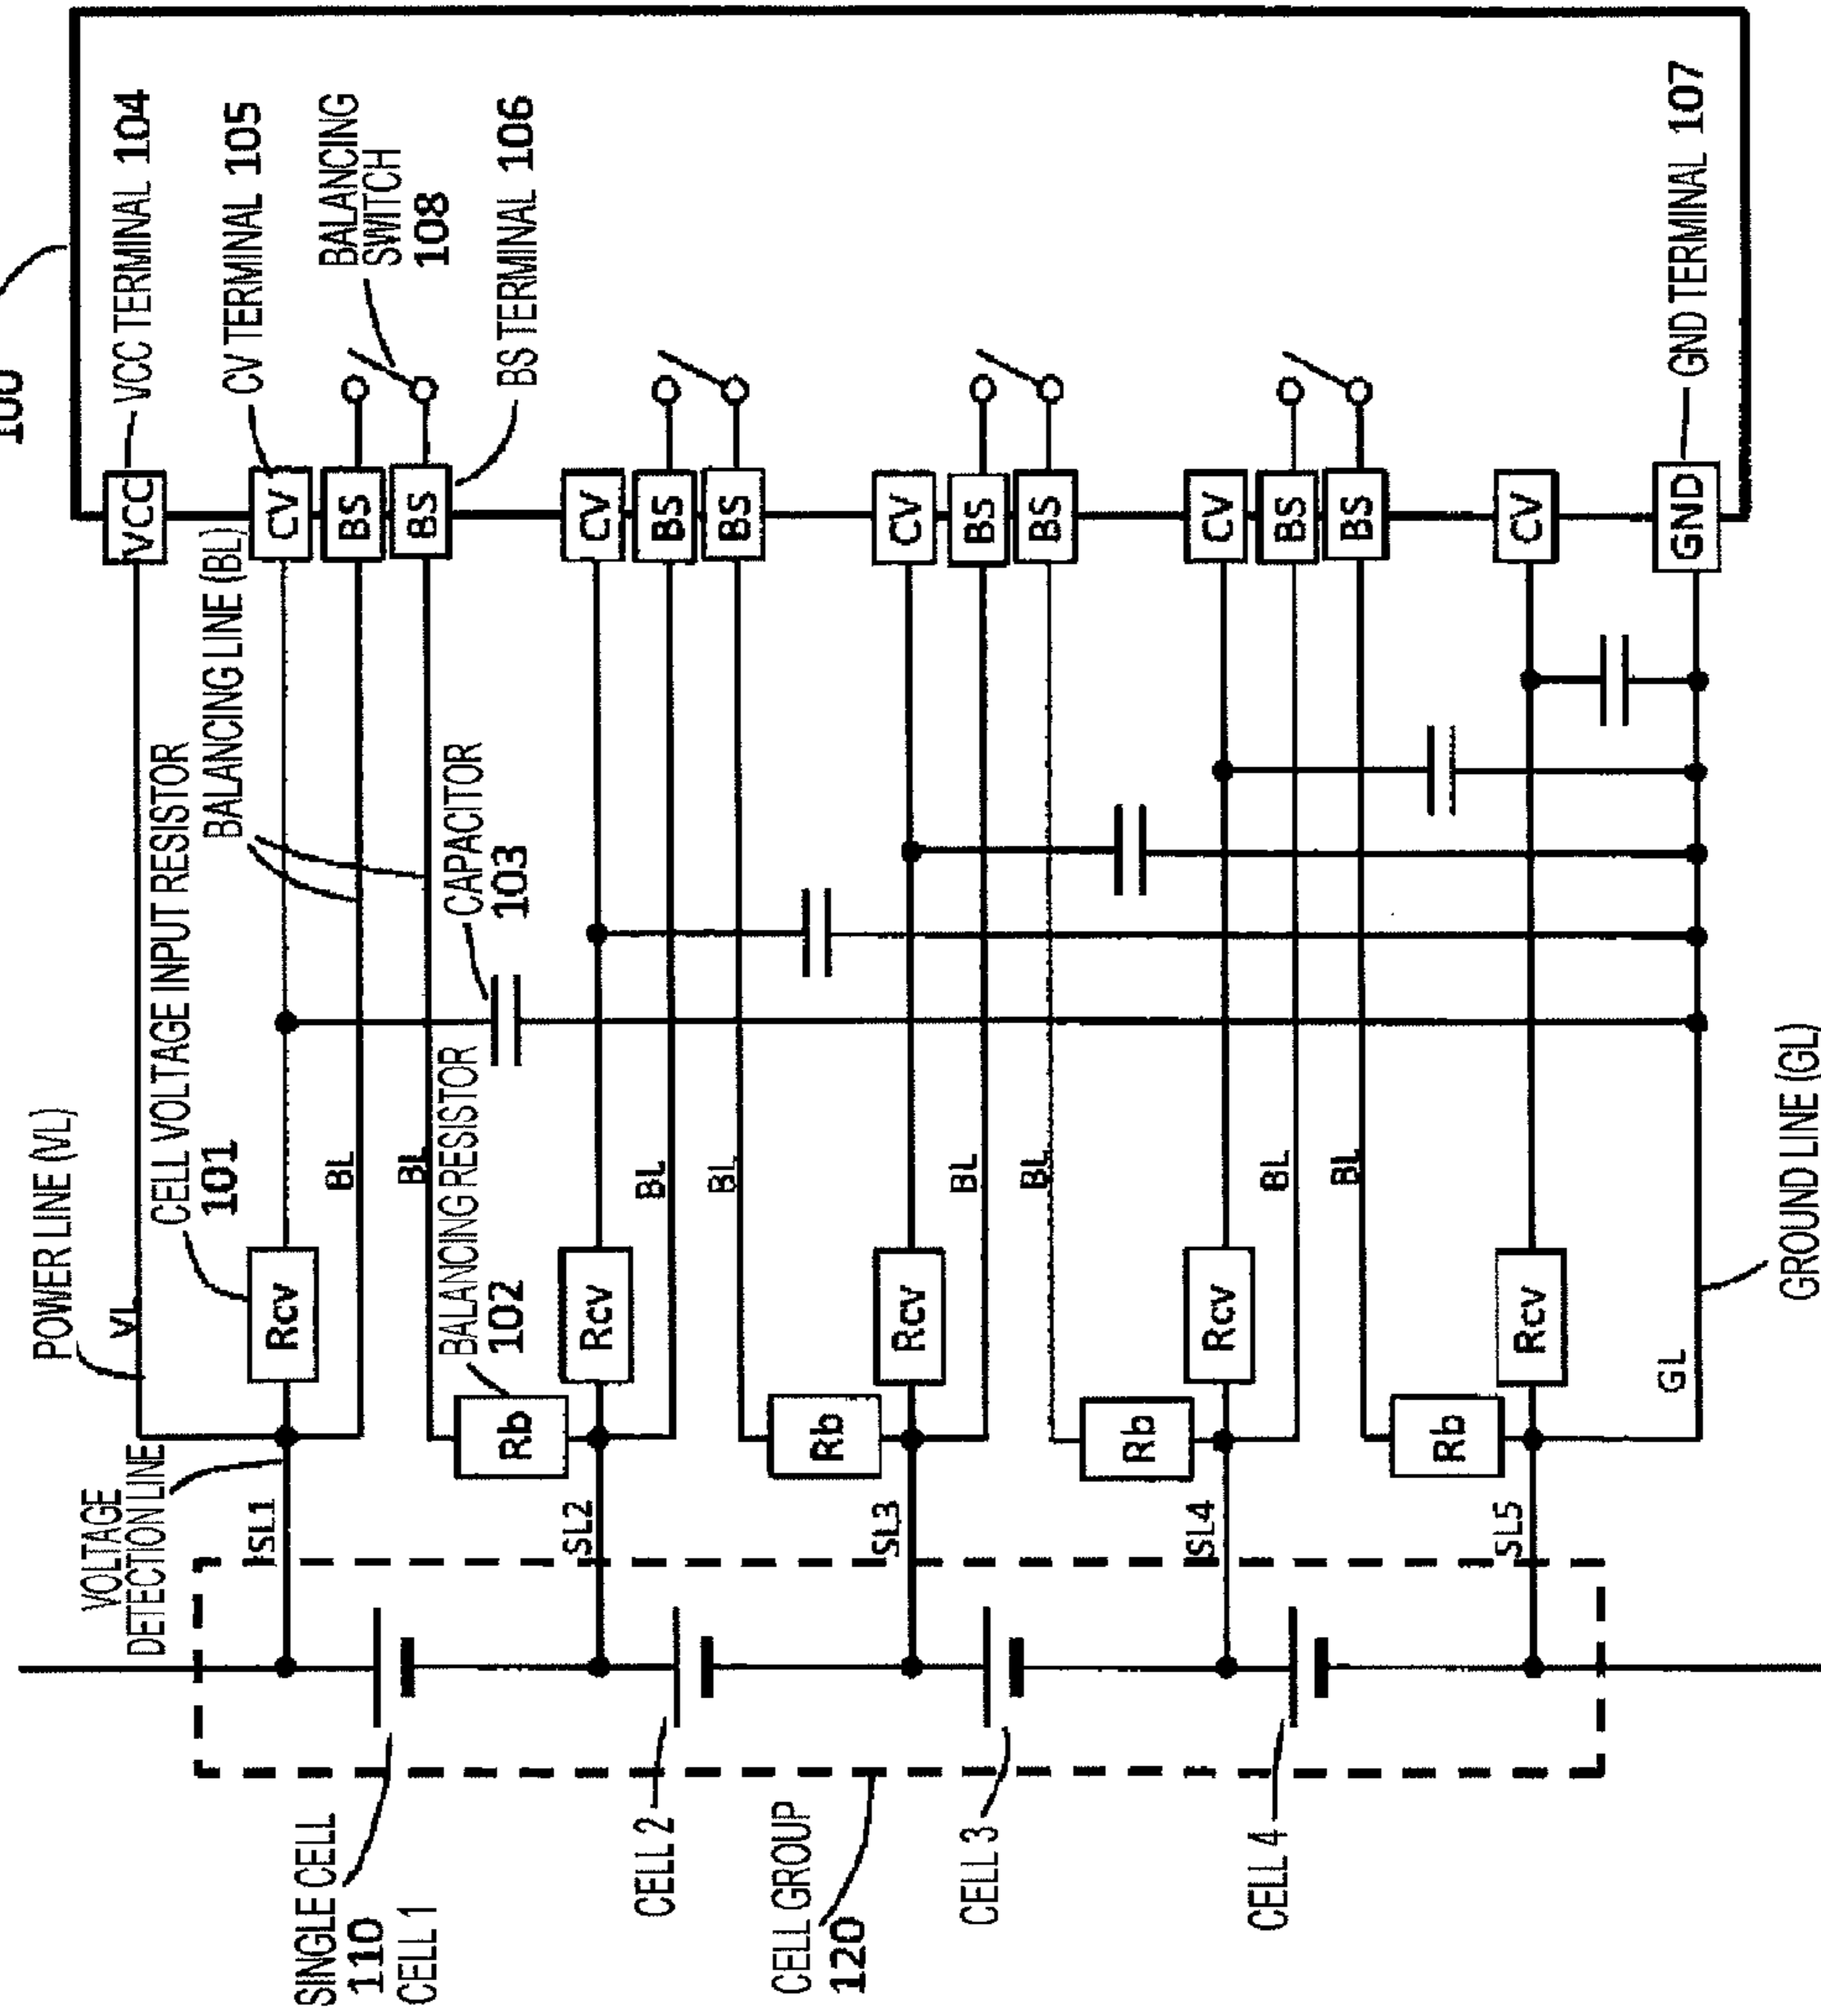 100
VCC TERMINAL 104
CV TERMINAL 105
BALANCING
SWITCH
108
BS TERMINAL 106
GND TERMINAL 107
VCC
CV
BS
BS
CV
BS
BS
CV
BS
BS
CV
BS
BS
CV
GND
POWER LINE (VL)
CELL VOLTAGE INPUT RESISTOR
101
BALANCING LINE (BL)
CAPACITOR
103
BALANCING RESISTOR
102
VL
BL
BL
BL
BL
BL
BL
BL
BL
GL
GROUND LINE (GL)
Rcv
Rcv
Rcv
Rcv
Rcv
Rb
Rb
Rb
Rb
VOLTAGE
DETECTION LINE
SL1
SL2
SL3
SL4
SL5
SINGLE CELL
110
CELL 1
CELL 2
CELL GROUP
120
CELL 3
CELL 4